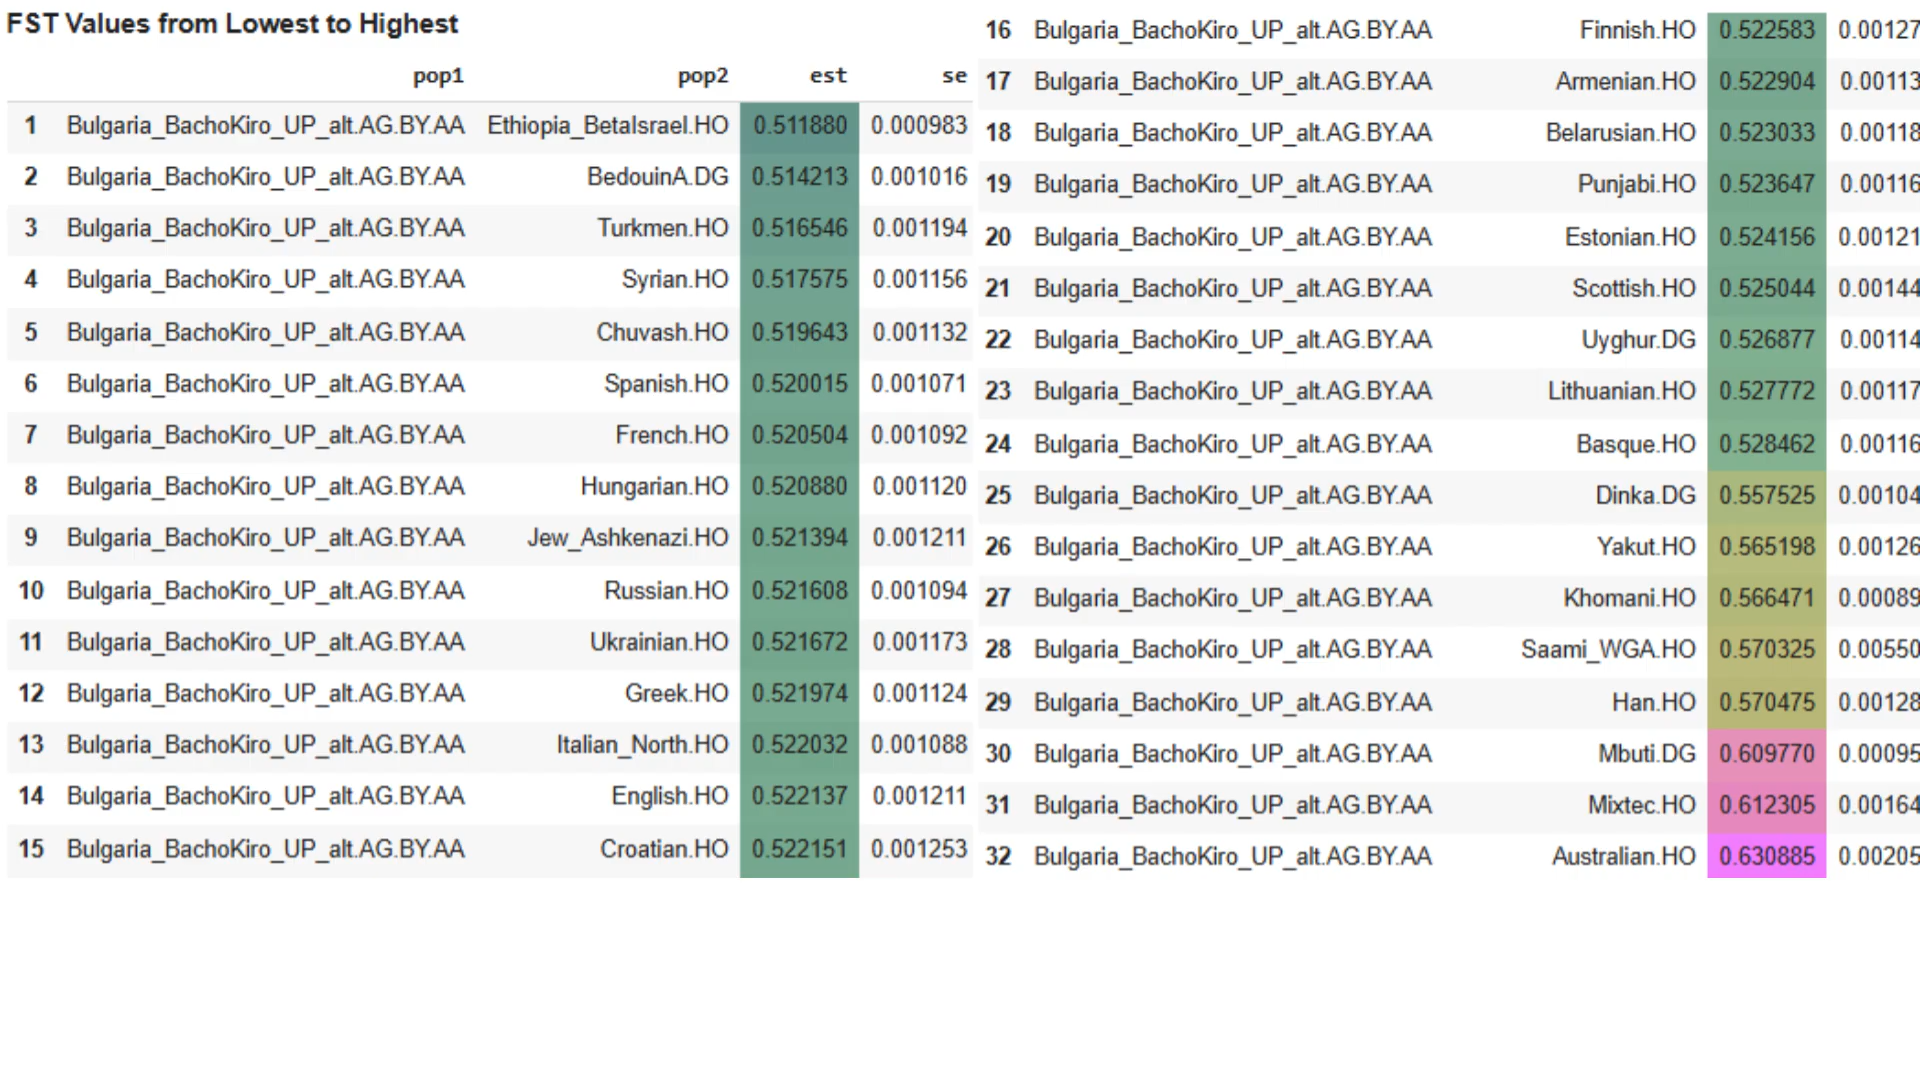 FST Values from Lowest to Highest
pop1 pop2 est se
1 Bulgaria_BachoKiro_UP_alt.AG.BY.AA Ethiopia_BetaIsrael.HO 0.511880 0.000983
2 Bulgaria_BachoKiro_UP_alt.AG.BY.AA BedouinA.DG 0.514213 0.001016
3 Bulgaria_BachoKiro_UP_alt.AG.BY.AA Turkmen.HO 0.516546 0.001194
4 Bulgaria_BachoKiro_UP_alt.AG.BY.AA Syrian.HO 0.517575 0.001156
5 Bulgaria_BachoKiro_UP_alt.AG.BY.AA Chuvash.HO 0.519643 0.001132
6 Bulgaria_BachoKiro_UP_alt.AG.BY.AA Spanish.HO 0.520015 0.001071
7 Bulgaria_BachoKiro_UP_alt.AG.BY.AA French.HO 0.520504 0.001092
8 Bulgaria_BachoKiro_UP_alt.AG.BY.AA Hungarian.HO 0.520880 0.001120
9 Bulgaria_BachoKiro_UP_alt.AG.BY.AA Jew_Ashkenazi.HO 0.521394 0.001211
10 Bulgaria_BachoKiro_UP_alt.AG.BY.AA Russian.HO 0.521608 0.001094
11 Bulgaria_BachoKiro_UP_alt.AG.BY.AA Ukrainian.HO 0.521672 0.001173
12 Bulgaria_BachoKiro_UP_alt.AG.BY.AA Greek.HO 0.521974 0.001124
13 Bulgaria_BachoKiro_UP_alt.AG.BY.AA Italian_North.HO 0.522032 0.001088
14 Bulgaria_BachoKiro_UP_alt.AG.BY.AA English.HO 0.522137 0.001211
15 Bulgaria_BachoKiro_UP_alt.AG.BY.AA Croatian.HO 0.522151 0.001253
16 Bulgaria_BachoKiro_UP_alt.AG.BY.AA Finnish.HO 0.522583 0.00127
17 Bulgaria_BachoKiro_UP_alt.AG.BY.AA Armenian.HO 0.522904 0.00113
18 Bulgaria_BachoKiro_UP_alt.AG.BY.AA Belarusian.HO 0.523033 0.00118
19 Bulgaria_BachoKiro_UP_alt.AG.BY.AA Punjabi.HO 0.523647 0.00116
20 Bulgaria_BachoKiro_UP_alt.AG.BY.AA Estonian.HO 0.524156 0.00121
21 Bulgaria_BachoKiro_UP_alt.AG.BY.AA Scottish.HO 0.525044 0.00144
22 Bulgaria_BachoKiro_UP_alt.AG.BY.AA Uyghur.DG 0.526877 0.00114
23 Bulgaria_BachoKiro_UP_alt.AG.BY.AA Lithuanian.HO 0.527772 0.00117
24 Bulgaria_BachoKiro_UP_alt.AG.BY.AA Basque.HO 0.528462 0.00116
25 Bulgaria_BachoKiro_UP_alt.AG.BY.AA Dinka.DG 0.557525 0.00104
26 Bulgaria_BachoKiro_UP_alt.AG.BY.AA Yakut.HO 0.565198 0.00126
27 Bulgaria_BachoKiro_UP_alt.AG.BY.AA Khomani.HO 0.566471 0.00089
28 Bulgaria_BachoKiro_UP_alt.AG.BY.AA Saami_WGA.HO 0.570325 0.00550
29 Bulgaria_BachoKiro_UP_alt.AG.BY.AA Han.HO 0.570475 0.00128
30 Bulgaria_BachoKiro_UP_alt.AG.BY.AA Mbuti.DG 0.609770 0.00095
31 Bulgaria_BachoKiro_UP_alt.AG.BY.AA Mixtec.HO 0.612305 0.00164
32 Bulgaria_BachoKiro_UP_alt.AG.BY.AA Australian.HO 0.630885 0.00205